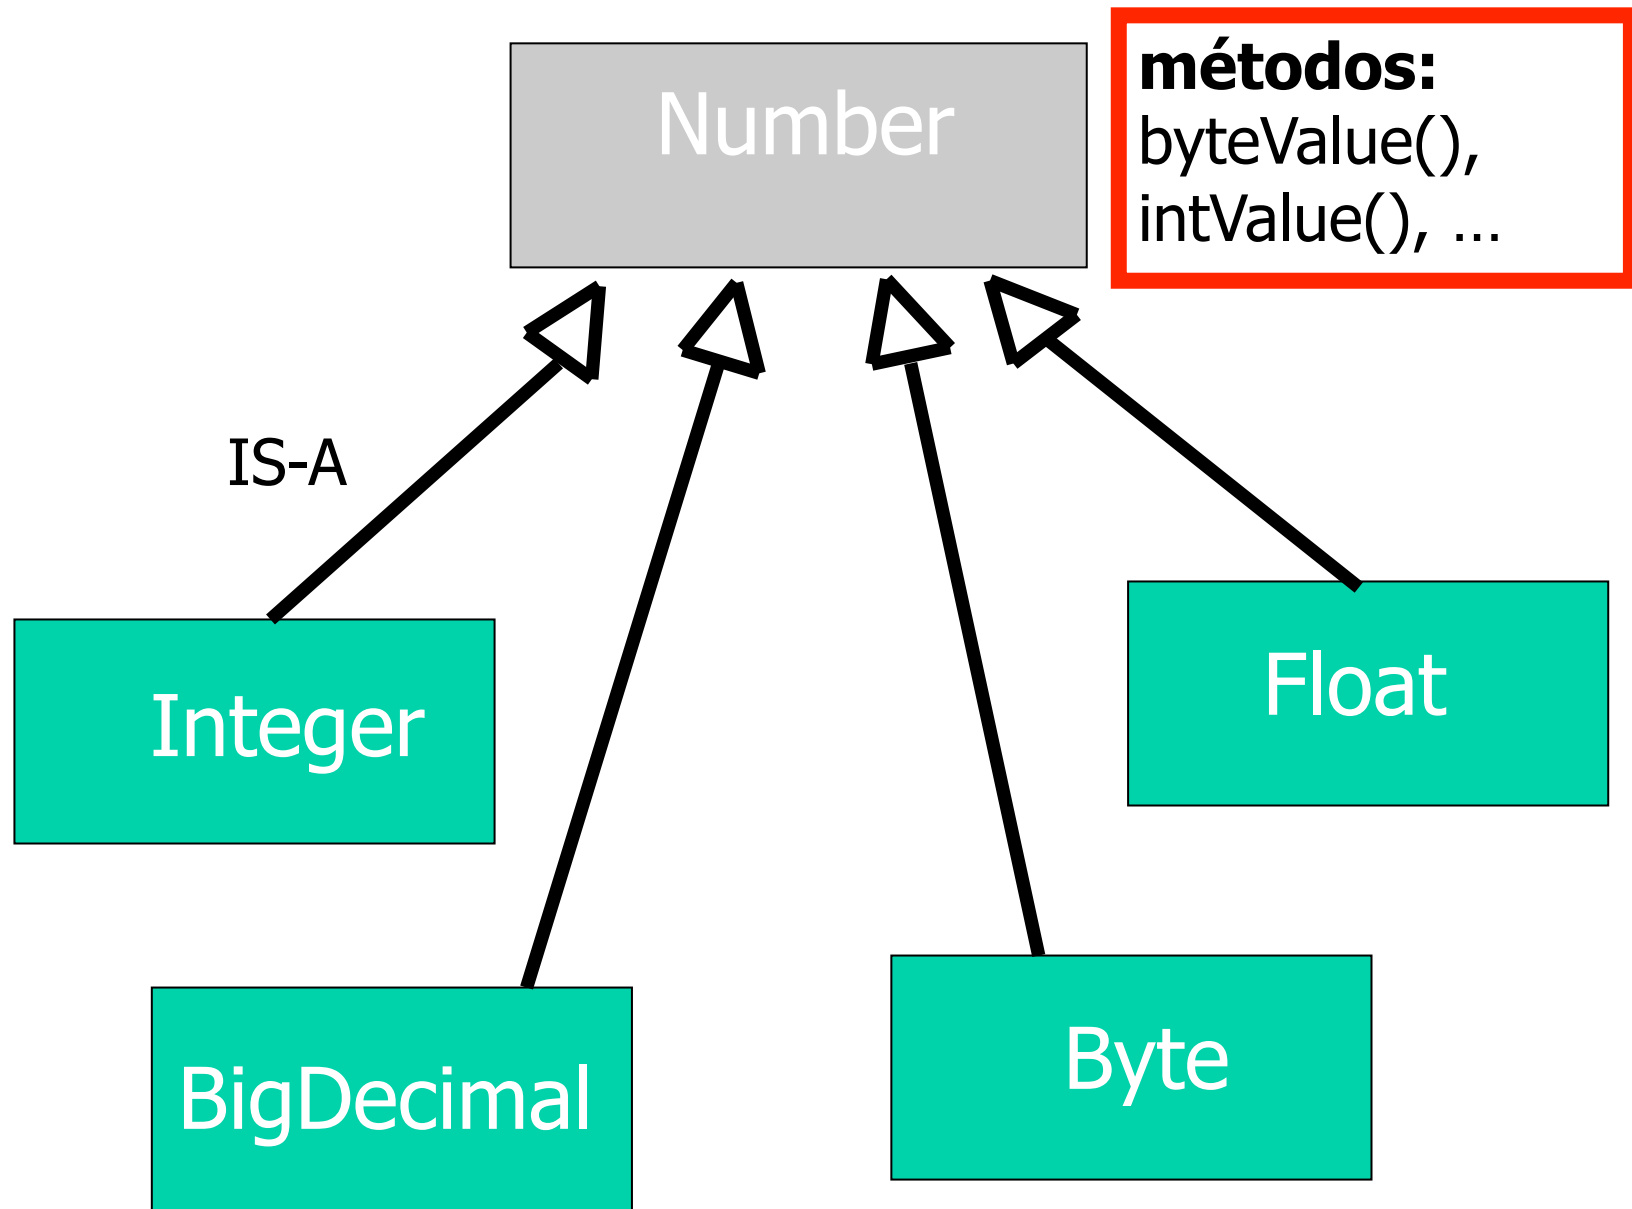 Number
métodos:
byteValue(),
intValue(), ...
IS-A
Integer
Float
BigDecimal
Byte